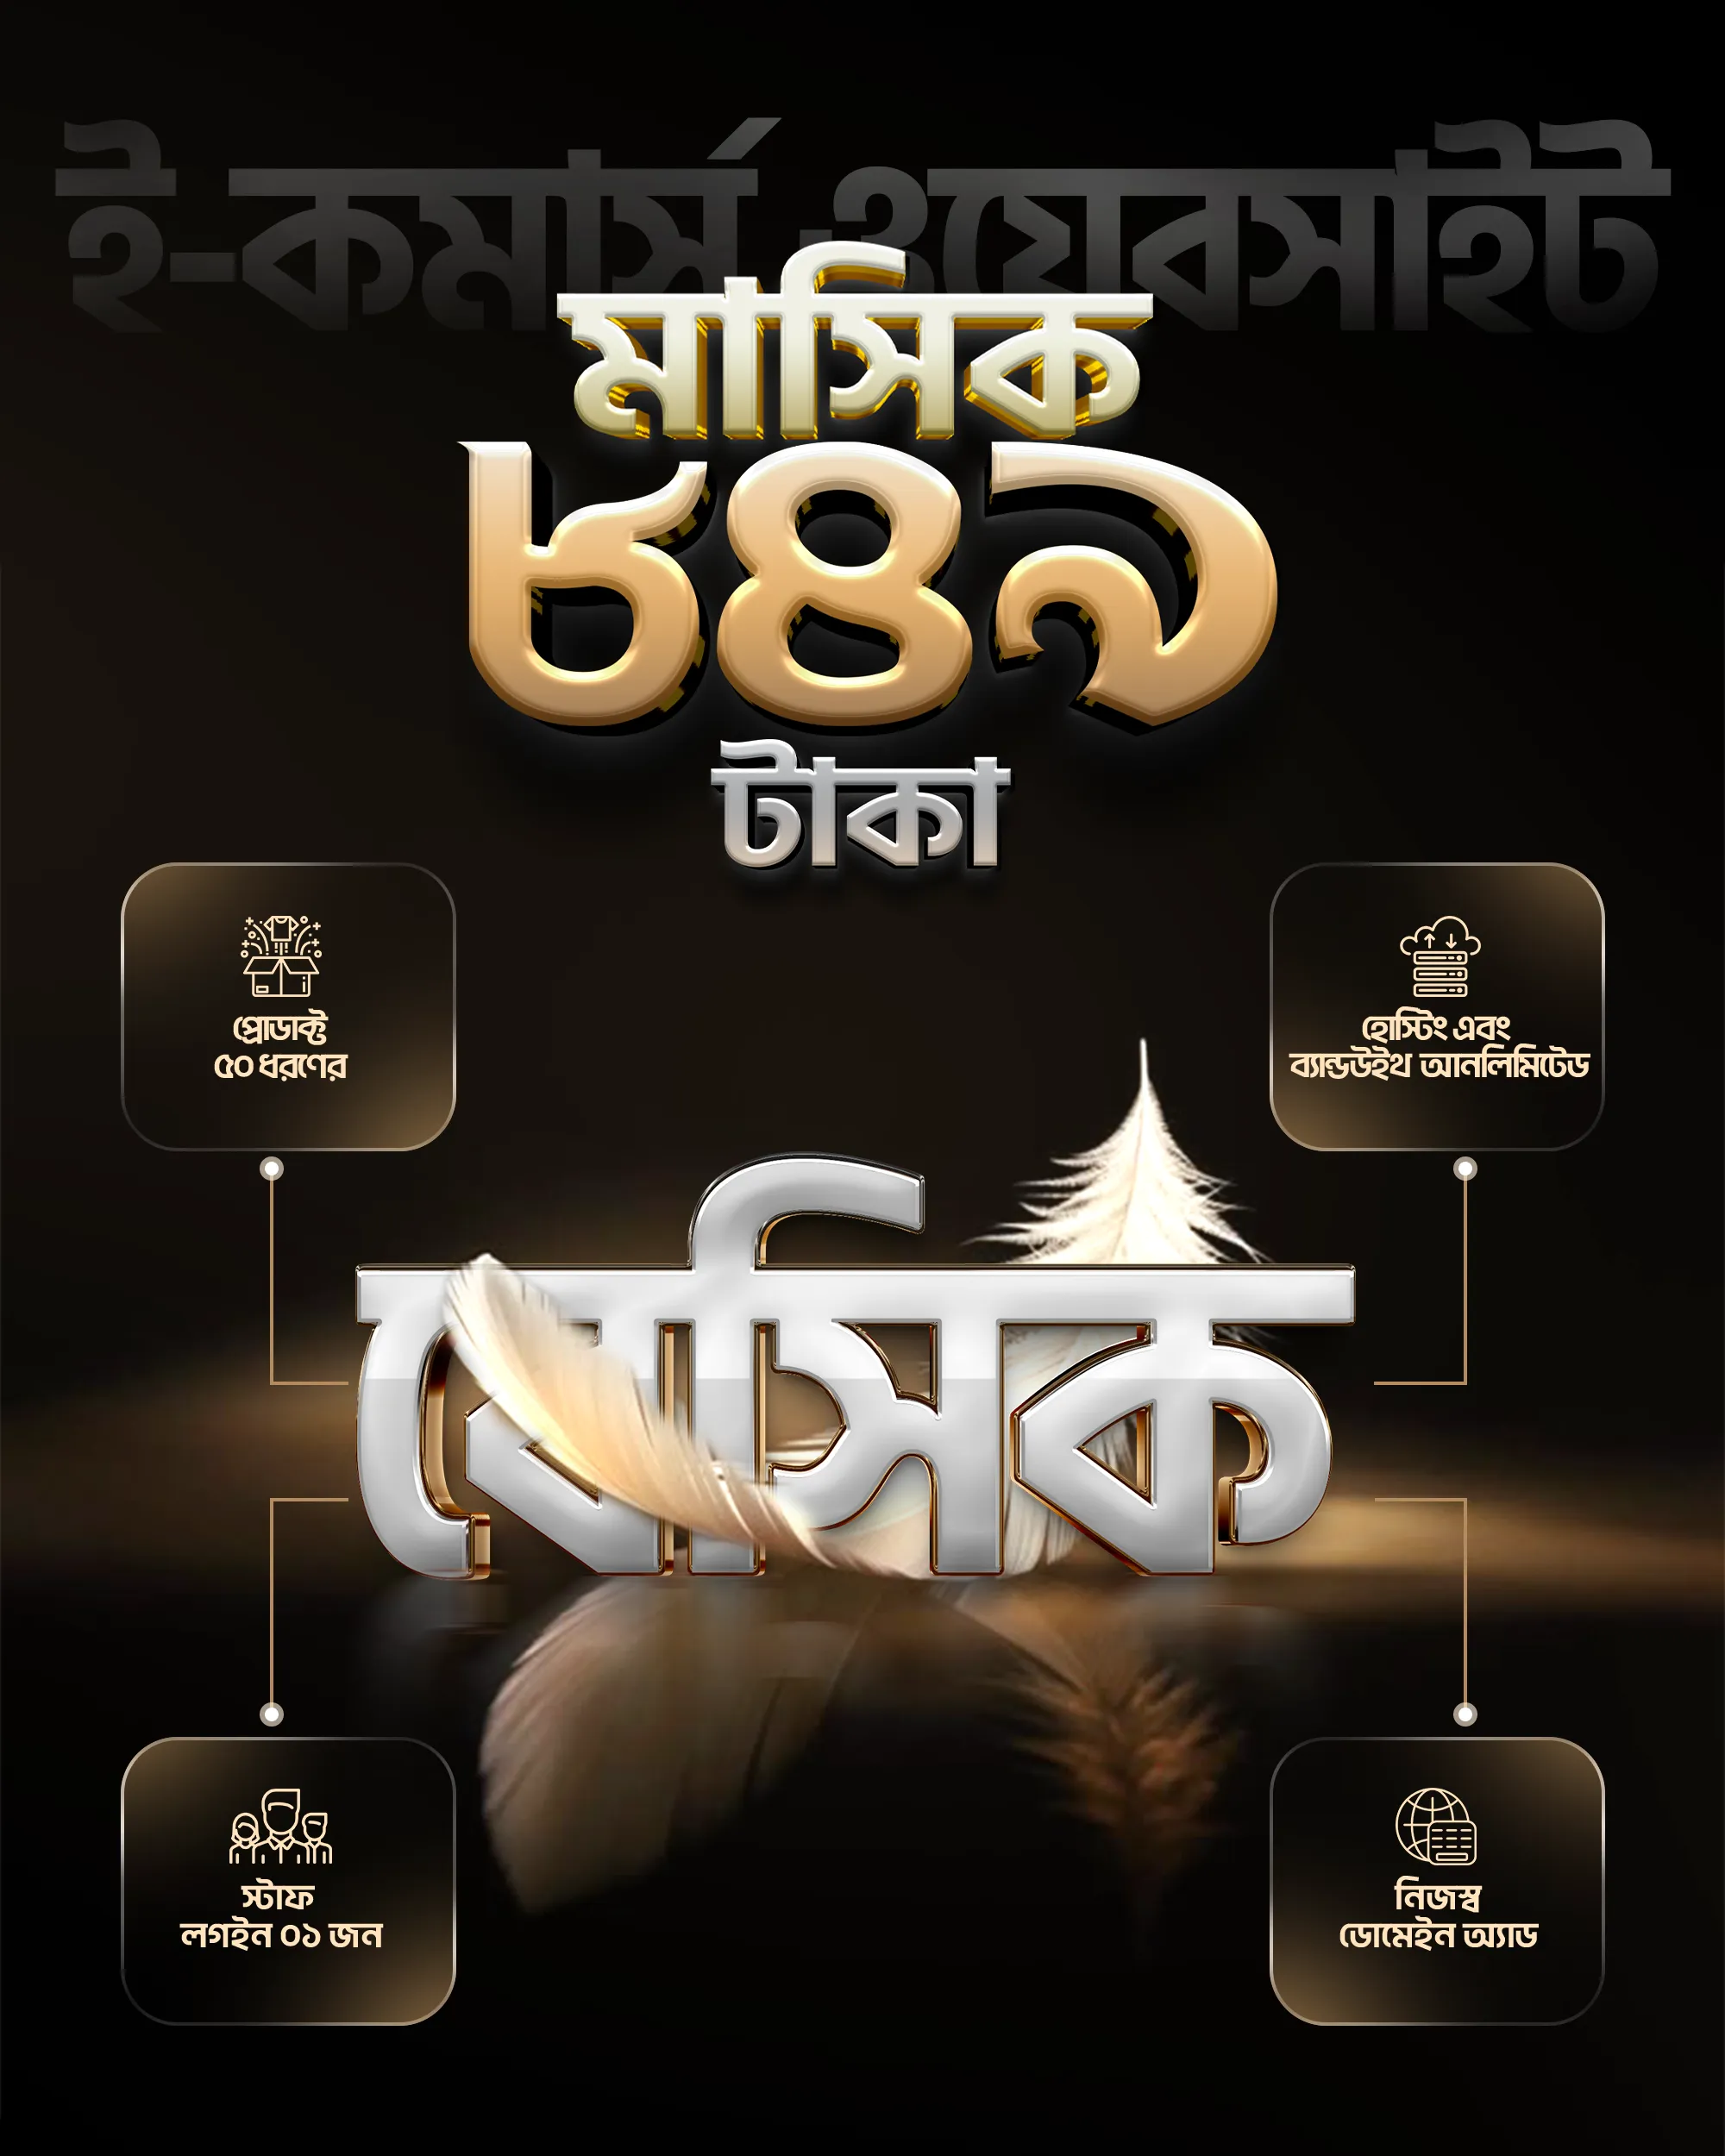 ই-কমার্স ওয়েবসাইট
মাসিক
৮৪৯
টাকা
প্রোডাক্ট
৫০ ধরণের
হোস্টিং এবং
ব্যান্ডউইথ আনলিমিটেড
বেসিক
স্টাফ
লগইন ০১ জন
নিজস্ব
ডোমেইন অ্যাড